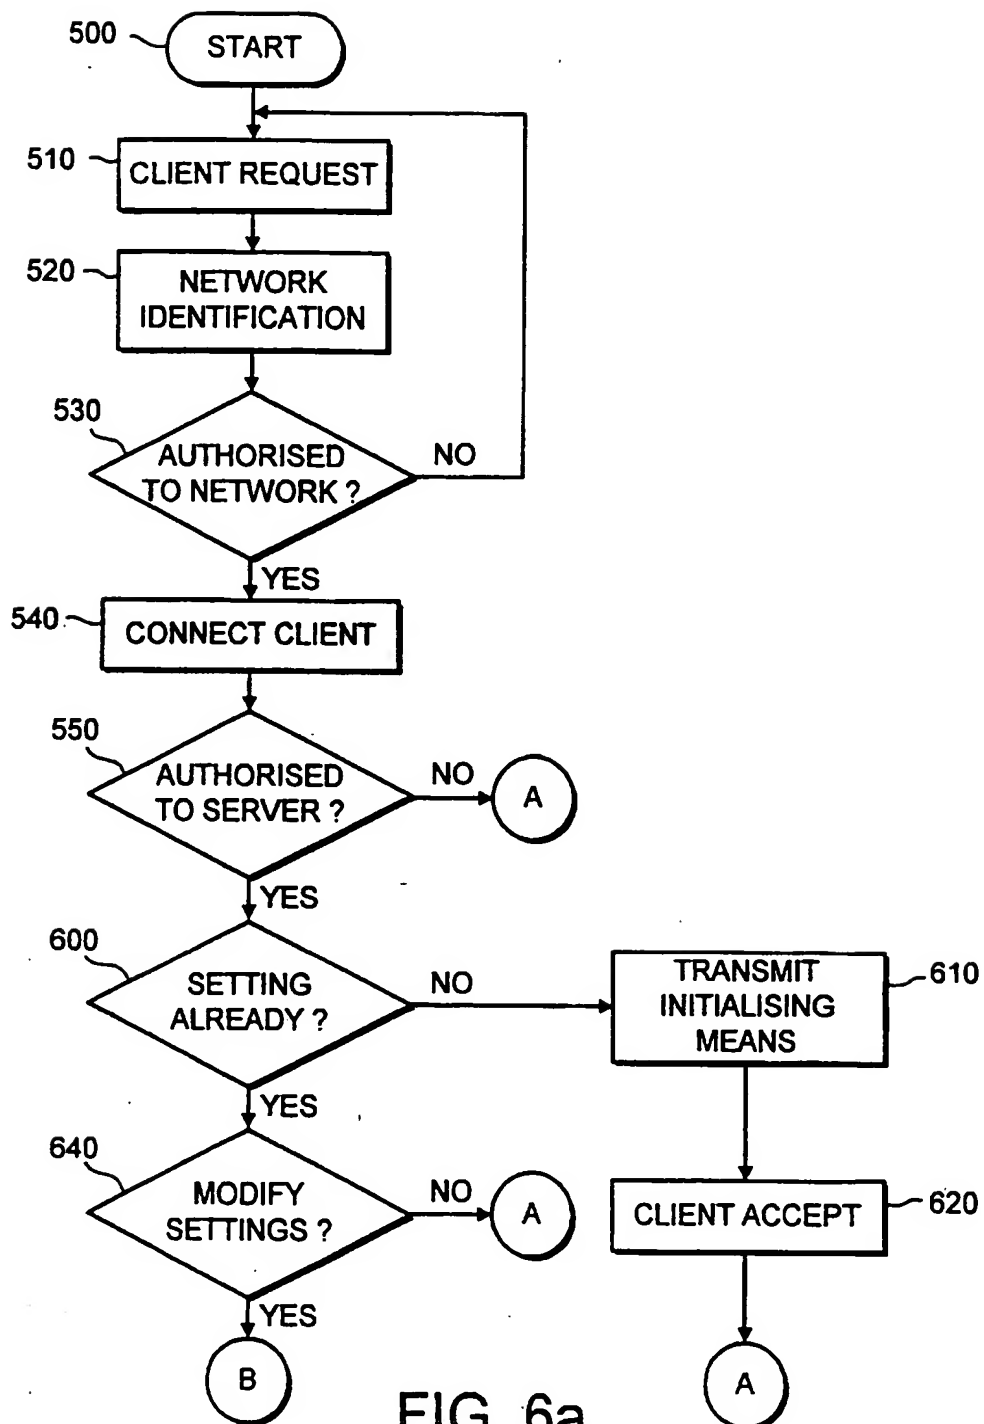 500
START
510
CLIENT REQUEST
520
NETWORK
IDENTIFICATION
530
AUTHORISED
TO NETWORK ?
NO
YES
540
CONNECT CLIENT
550
AUTHORISED
TO SERVER ?
NO
A
YES
600
SETTING
ALREADY ?
NO
TRANSMIT
INITIALISING
MEANS
610
YES
640
MODIFY
SETTINGS ?
NO
A
CLIENT ACCEPT
620
YES
B
A
FIG. 6a